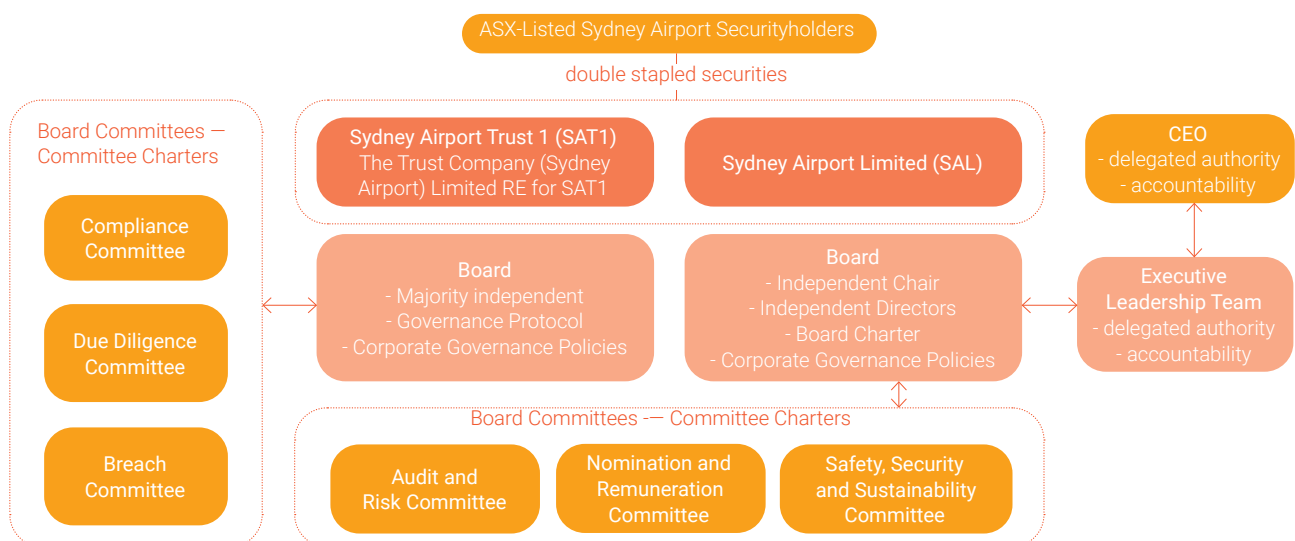 ASX-Listed Sydney Airport Securityholders
double stapled securities
Board Committees —
Committee Charters
Compliance
Committee
Due Diligence
Committee
Breach
Committee
Sydney Airport Trust 1 (SAT1)
The Trust Company (Sydney
Airport) Limited RE for SAT1
Sydney Airport Limited (SAL)
CEO
- delegated authority
- accountability
Board
- Majority independent
- Governance Protocol
- Corporate Governance Policies
Board
- Independent Chair
- Independent Directors
- Board Charter
- Corporate Governance Policies
Executive
Leadership Team
- delegated authority
- accountability
Board Committees -— Committee Charters
Audit and
Risk Committee
Nomination and
Remuneration
Committee
Safety, Security
and Sustainability
Committee